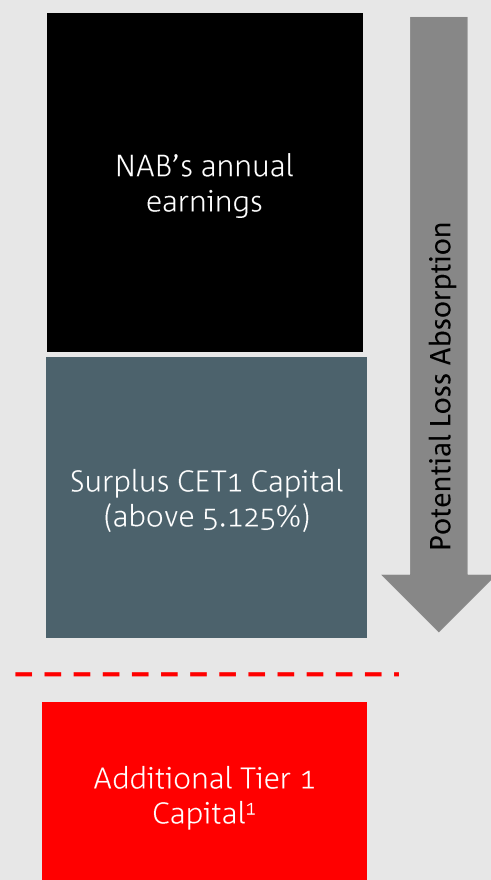 NAB's annual
earnings
Surplus CET1 Capital
(above 5.125%)
Potential Loss Absorption
Additional Tier 1
Capital¹